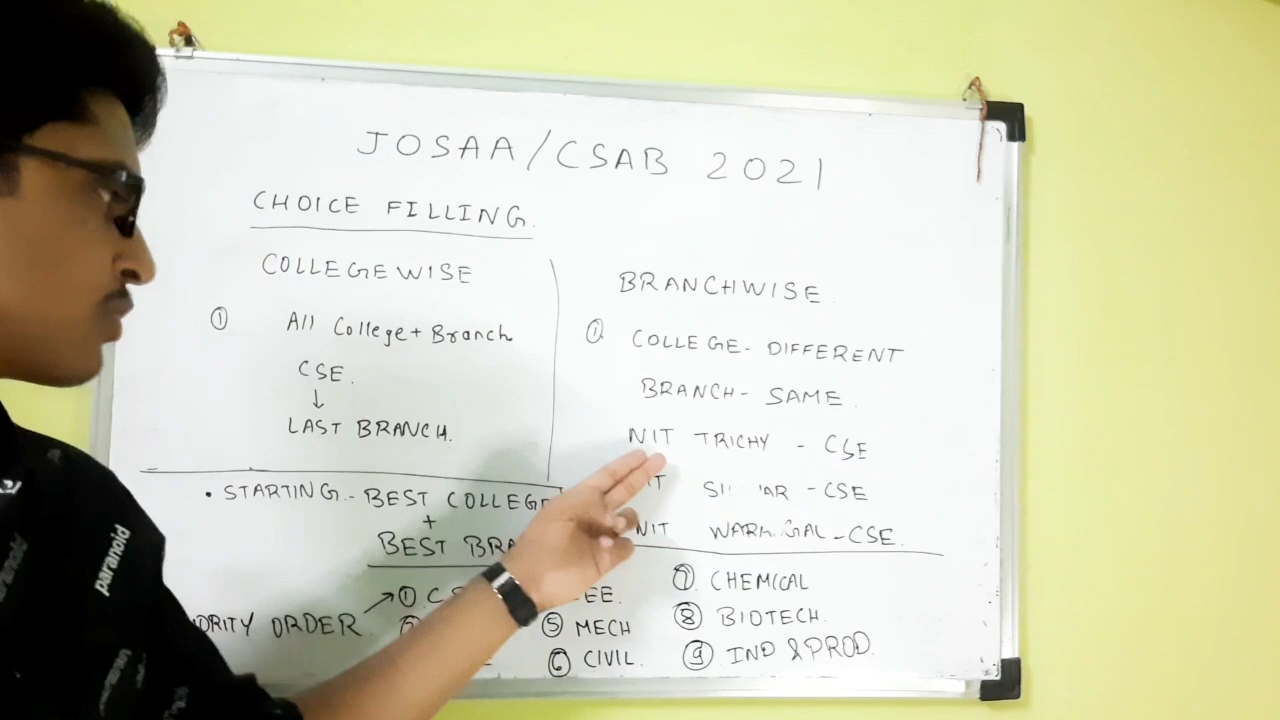 JOSAA/CSAB 2021
CHOICE FILLING.
COLLEGEWISE
① All College + Branch
CSE.
↓
LAST BRANCH.
BRANCHWISE.
① COLLEGE - DIFFERENT
BRANCH - SAME.
NIT TRICHY - CSE
- CSE
NIT - CSE.
• STARTING - BEST COLLEGE
+
BEST
ORDER
①
⑤ MECH
⑥ CIVIL.
⑦ CHEMICAL
⑧ BIOTECH.
⑨ IND & PROD.
paranoid